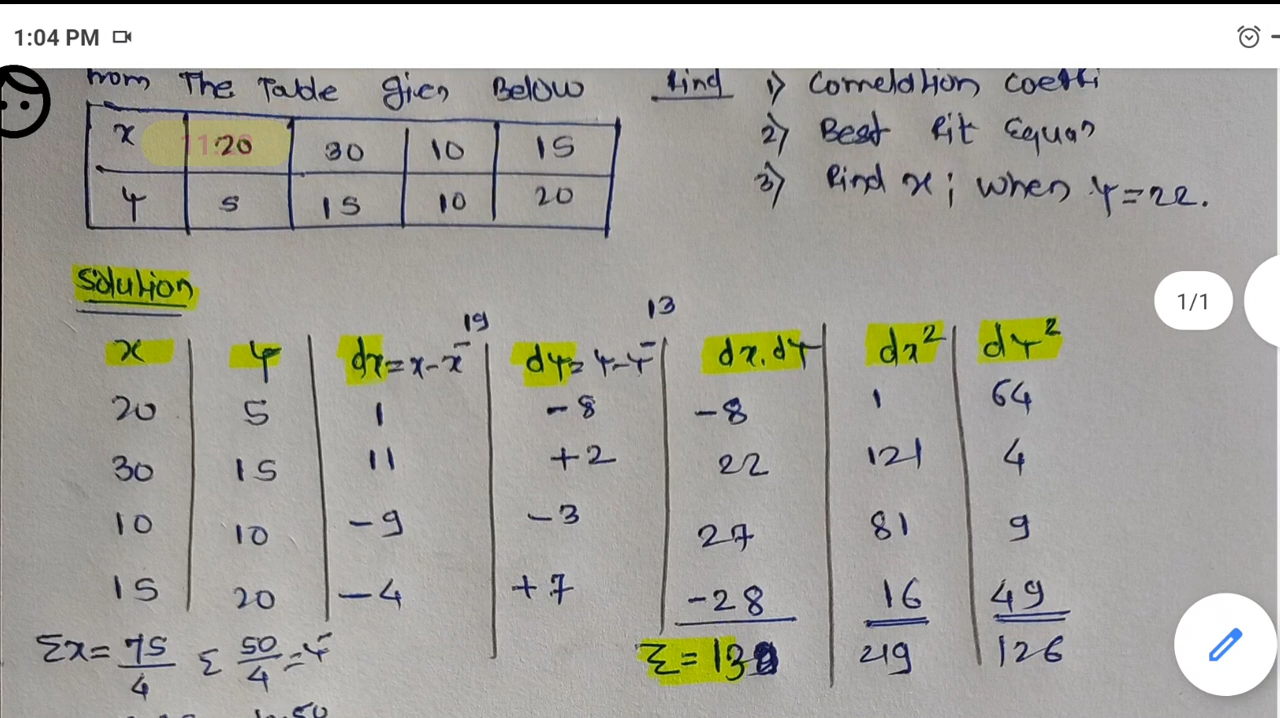 1:04 PM
From The Table given Below Find 1) Correlation Coeffi
x 20 30 10 15
2) Best Fit Equan
Y 5 15 10 20
3) Find x; when Y=22.
1/1
Solution
19 13
x Y dx=x-x̄ dY=Y-Ȳ dx.dY dx² dY²
20 5 1 -8 -8 1 64
30 15 11 +2 22 121 4
10 10 -9 -3 27 81 9
15 20 -4 +7 -28 16 49
Σx=75/4 Σ 50/4=Ȳ Σ=13 219 126